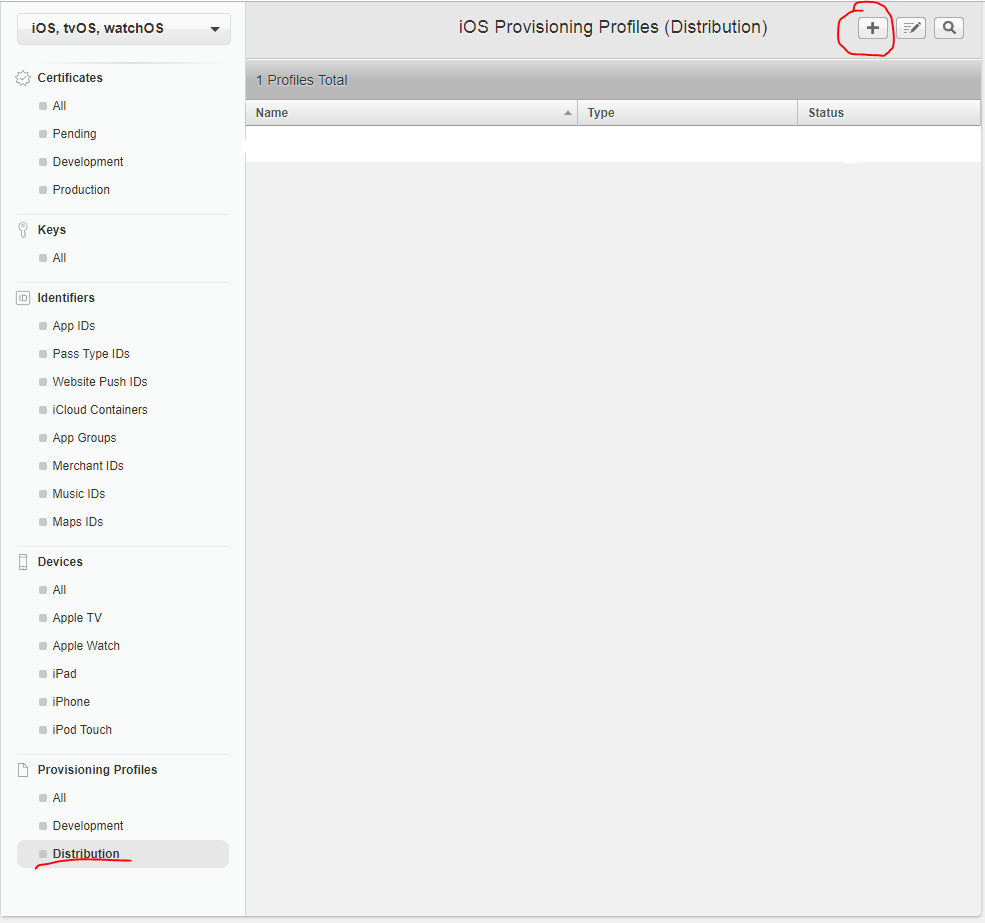 iOS, tvOS, watchOS
iOS Provisioning Profiles (Distribution)
1 Profiles Total
Name
Type
Status
Certificates
All
Pending
Development
Production
Keys
All
ID
Identifiers
App IDs
Pass Type IDs
Website Push IDs
iCloud Containers
App Groups
Merchant IDs
Music IDs
Maps IDs
Devices
All
Apple TV
Apple Watch
iPad
iPhone
iPod Touch
Provisioning Profiles
All
Development
Distribution